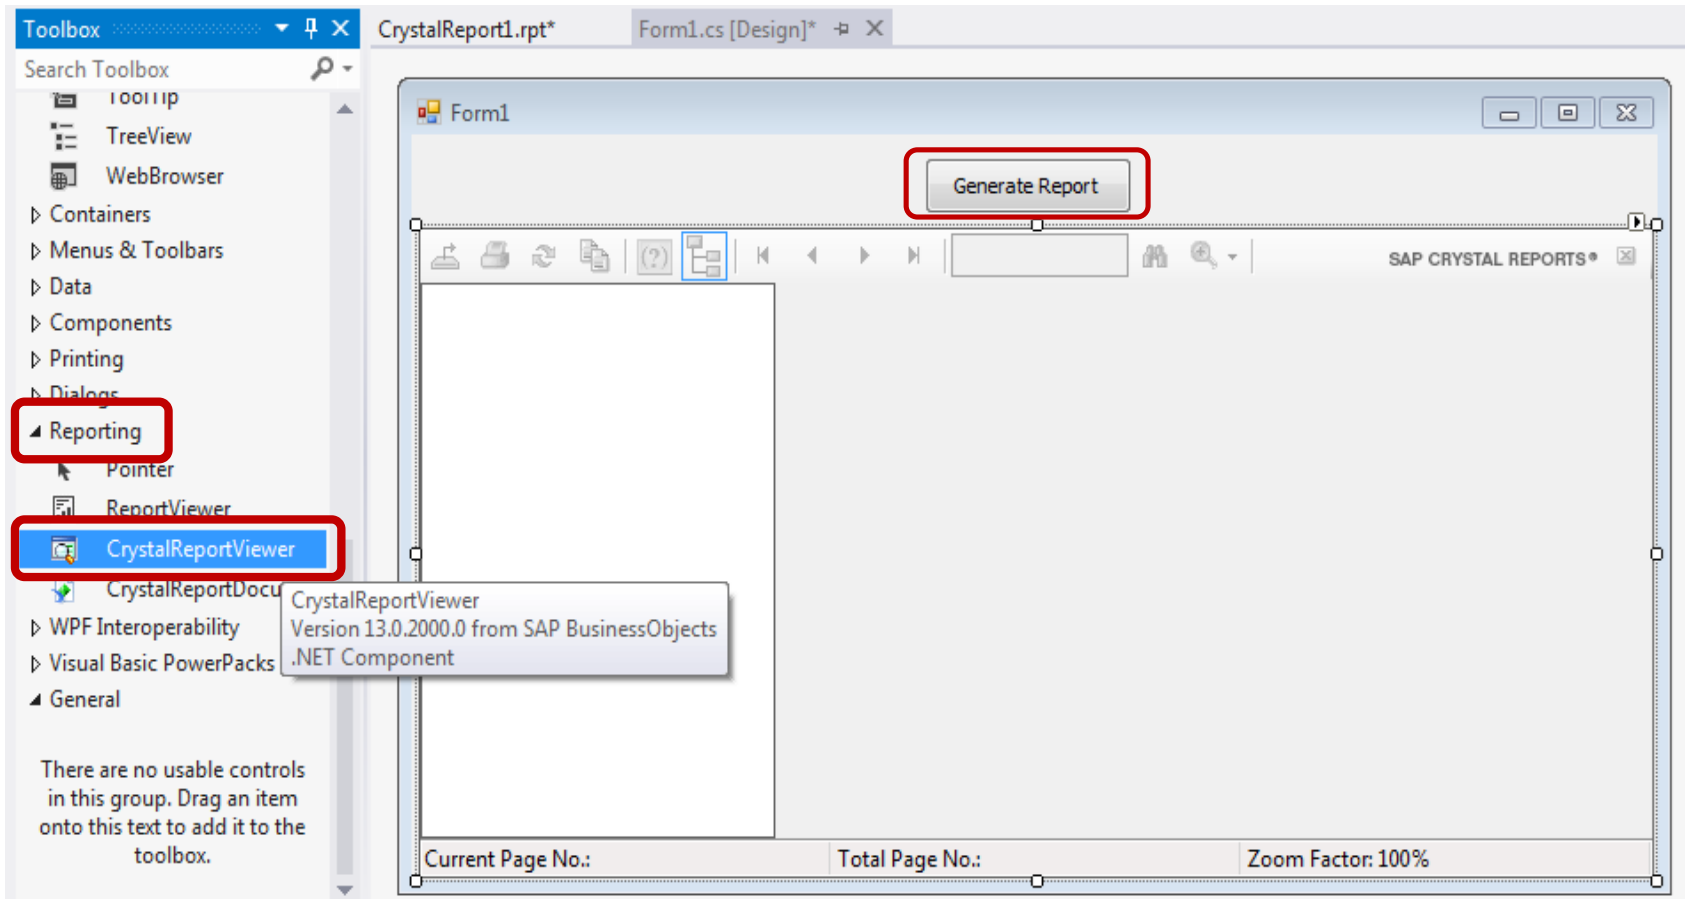 Toolbox
CrystalReport1.rpt*
Form1.cs [Design]*
Search Toolbox
ToolTip
TreeView
WebBrowser
Containers
Menus & Toolbars
Data
Components
Printing
Dialogs
Reporting
Pointer
ReportViewer
CrystalReportViewer
CrystalReportDocu
WPF Interoperability
Visual Basic PowerPacks
General
There are no usable controls
in this group. Drag an item
onto this text to add it to the
toolbox.
CrystalReportViewer
Version 13.0.2000.0 from SAP BusinessObjects
.NET Component
Form1
Generate Report
(?)
SAP CRYSTAL REPORTS®
Current Page No.:
Total Page No.:
Zoom Factor: 100%